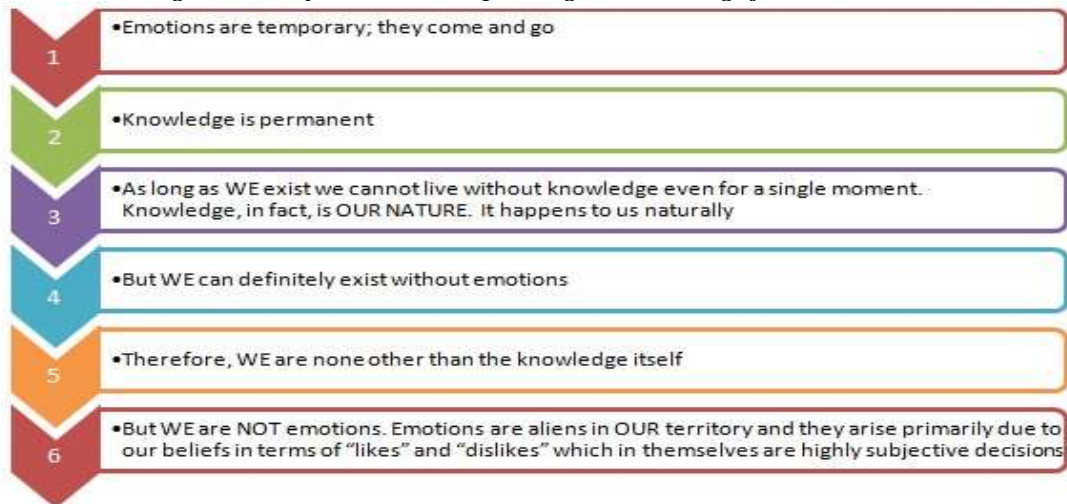 1
•Emotions are temporary; they come and go
2
•Knowledge is permanent
3
•As long as WE exist we cannot live without knowledge even for a single moment.
Knowledge, in fact, is OUR NATURE. It happens to us naturally
4
•But WE can definitely exist without emotions
5
•Therefore, WE are none other than the knowledge itself
6
•But WE are NOT emotions. Emotions are aliens in OUR territory and they arise primarily due to
our beliefs in terms of “likes” and “dislikes” which in themselves are highly subjective decisions